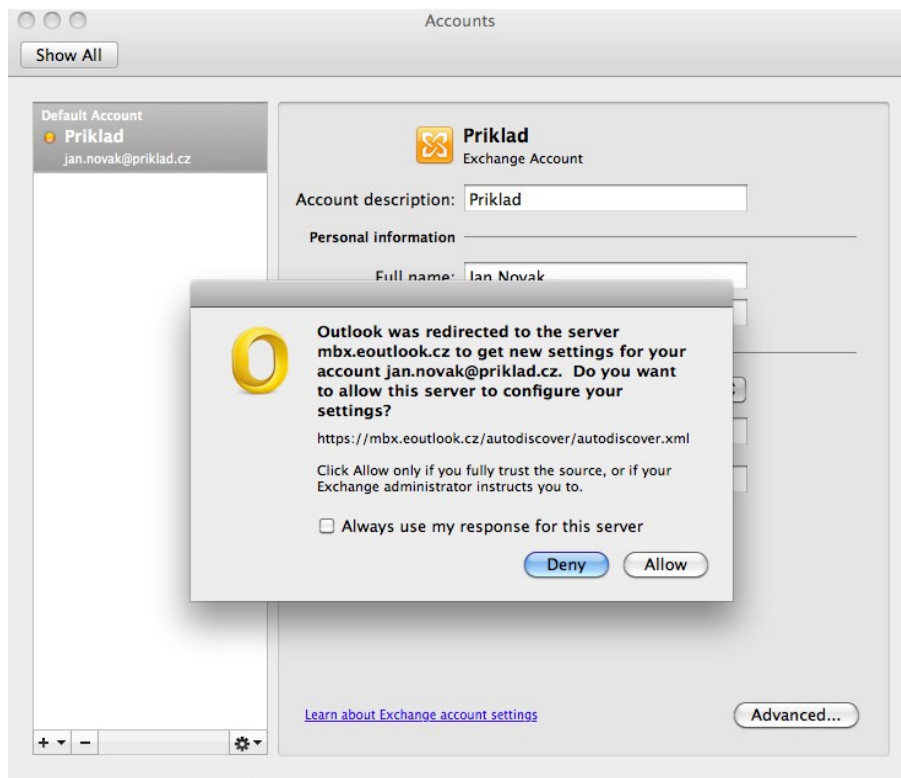 Accounts
Show All
Default Account
Priklad
jan.novak@priklad.cz
Priklad
Exchange Account
Account description: Priklad
Personal information
Full name: Jan Novak
Outlook was redirected to the server
mbx.eoutlook.cz to get new settings for your
account jan.novak@priklad.cz. Do you want
to allow this server to configure your
settings?
https://mbx.eoutlook.cz/autodiscover/autodiscover.xml
Click Allow only if you fully trust the source, or if your
Exchange administrator instructs you to.
Always use my response for this server
Deny Allow
Learn about Exchange account settings
Advanced...